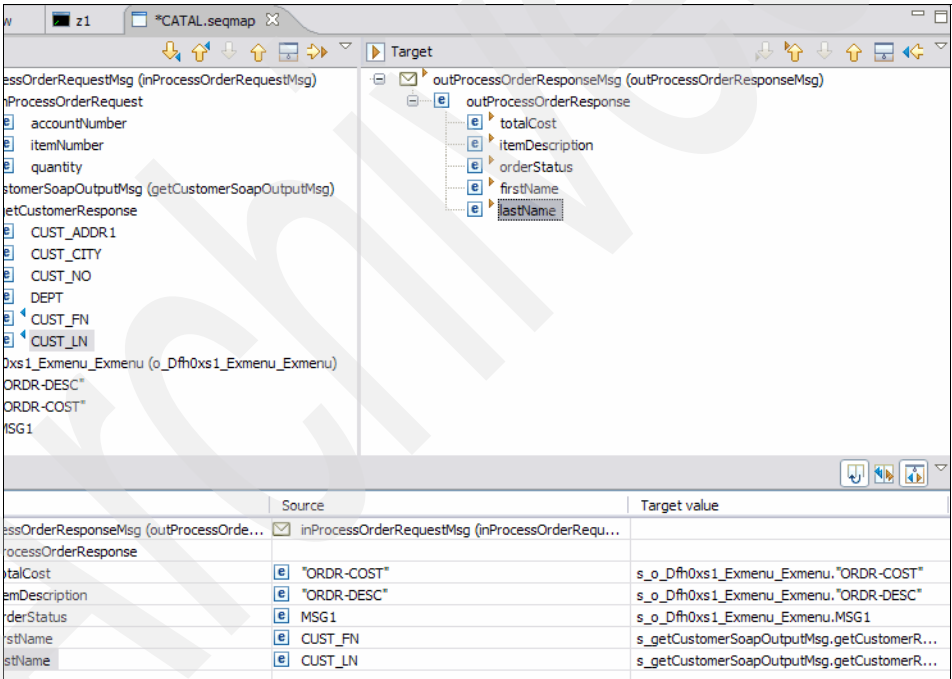 w z1 *CATAL.seqmap
Target
essOrderRequestMsg (inProcessOrderRequestMsg)
nProcessOrderRequest
accountNumber
itemNumber
quantity
stomerSoapOutputMsg (getCustomerSoapOutputMsg)
getCustomerResponse
CUST_ADDR1
CUST_CITY
CUST_NO
DEPT
CUST_FN
CUST_LN
0xs1_Exmenu_Exmenu (o_Dfh0xs1_Exmenu_Exmenu)
ORDR-DESC"
ORDR-COST"
MSG1
outProcessOrderResponseMsg (outProcessOrderResponseMsg)
outProcessOrderResponse
totalCost
itemDescription
orderStatus
firstName
lastName
Source Target value
essOrderResponseMsg (outProcessOrde... inProcessOrderRequestMsg (inProcessOrderRequ...
rocessOrderResponse
otalCost "ORDR-COST" s_o_Dfh0xs1_Exmenu_Exmenu."ORDR-COST"
emDescription "ORDR-DESC" s_o_Dfh0xs1_Exmenu_Exmenu."ORDR-DESC"
rderStatus MSG1 s_o_Dfh0xs1_Exmenu_Exmenu.MSG1
rstName CUST_FN s_getCustomerSoapOutputMsg.getCustomerR...
stName CUST_LN s_getCustomerSoapOutputMsg.getCustomerR...
Archive